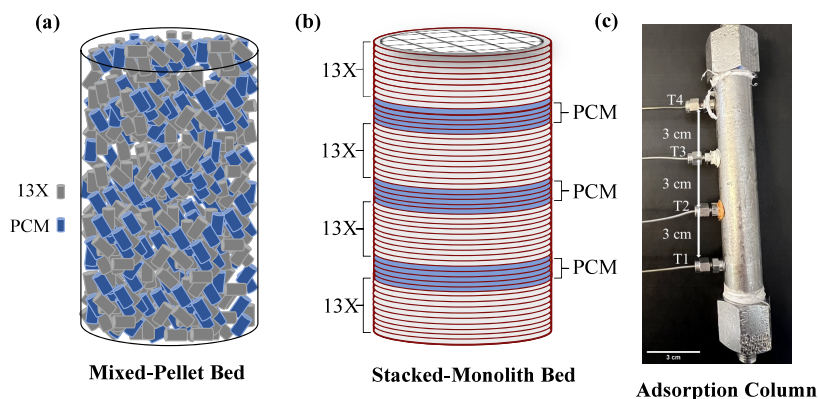 (a)
13X
PCM
Mixed-Pellet Bed
(b)
13X
PCM
13X
PCM
13X
PCM
13X
Stacked-Monolith Bed
(c)
T4
3 cm
T3
3 cm
T2
3 cm
T1
3 cm
Adsorption Column